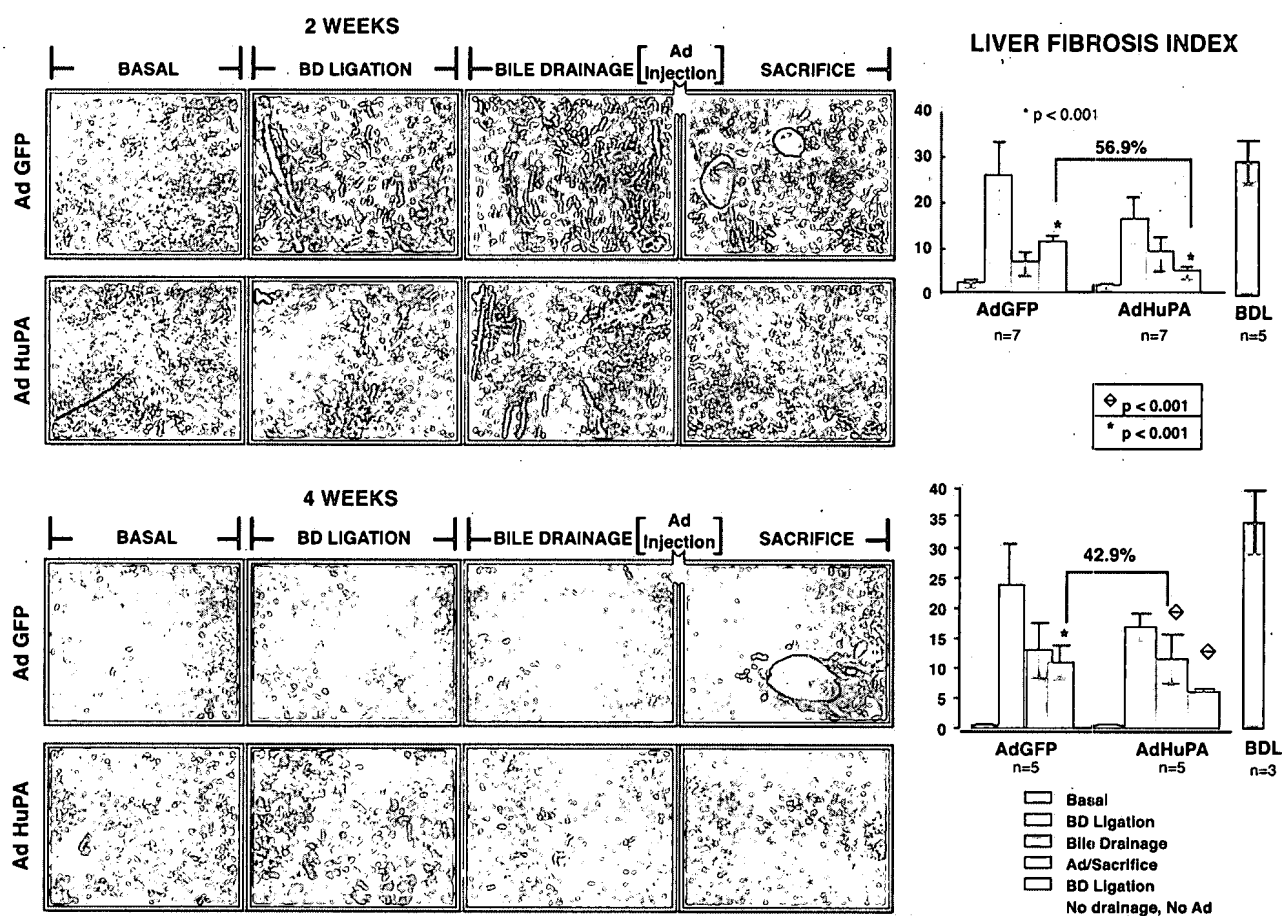 2 WEEKS
BASAL
BD LIGATION
BILE DRAINAGE
Ad
Injection
SACRIFICE
Ad GFP
Ad HuPA
4 WEEKS
BASAL
BD LIGATION
BILE DRAINAGE
Ad
Injection
SACRIFICE
Ad GFP
Ad HuPA
LIVER FIBROSIS INDEX
40
30
20
10
0
* p < 0.001
56.9%
*
*
AdGFP
n=7
AdHuPA
n=7
BDL
n=5
p < 0.001
* p < 0.001
40
35
30
25
20
15
10
5
0
42.9%
*
AdGFP
n=5
AdHuPA
n=5
BDL
n=3
Basal
BD Ligation
Bile Drainage
Ad/Sacrifice
BD Ligation
No drainage, No Ad